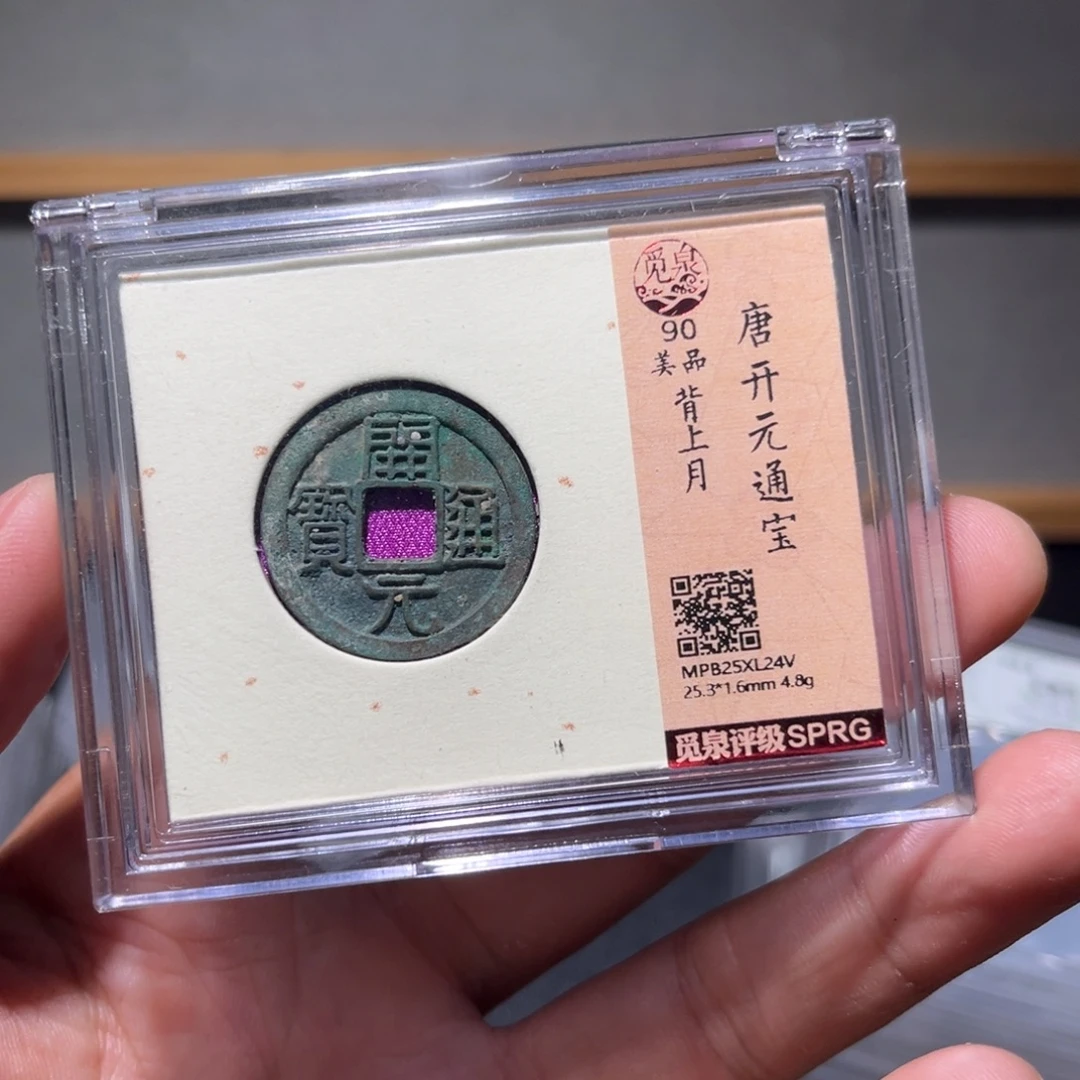 開
通
元
寶
觅泉
90
美品
背上月
唐开元通宝
MPB25XL24V
25.3*1.6mm 4.8g
觅泉评级SPRG